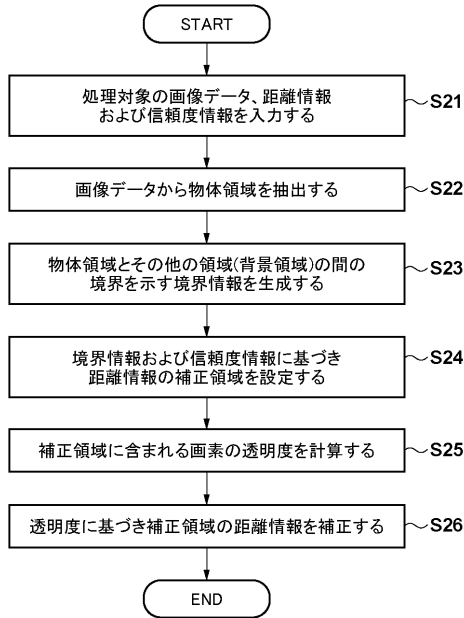 START
処理対象の画像データ、距離情報
および信頼度情報を入力する
S21
画像データから物体領域を抽出する
S22
物体領域とその他の領域(背景領域)の間の
境界を示す境界情報を生成する
S23
境界情報および信頼度情報に基づき
距離情報の補正領域を設定する
S24
補正領域に含まれる画素の透明度を計算する
S25
透明度に基づき補正領域の距離情報を補正する
S26
END